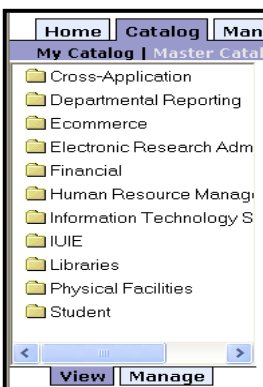 Home Catalog Man
My Catalog | Master Catal
Cross-Application
Departmental Reporting
Ecommerce
Electronic Research Adm
Financial
Human Resource Manag
Information Technology S
IUIE
Libraries
Physical Facilities
Student
View Manage